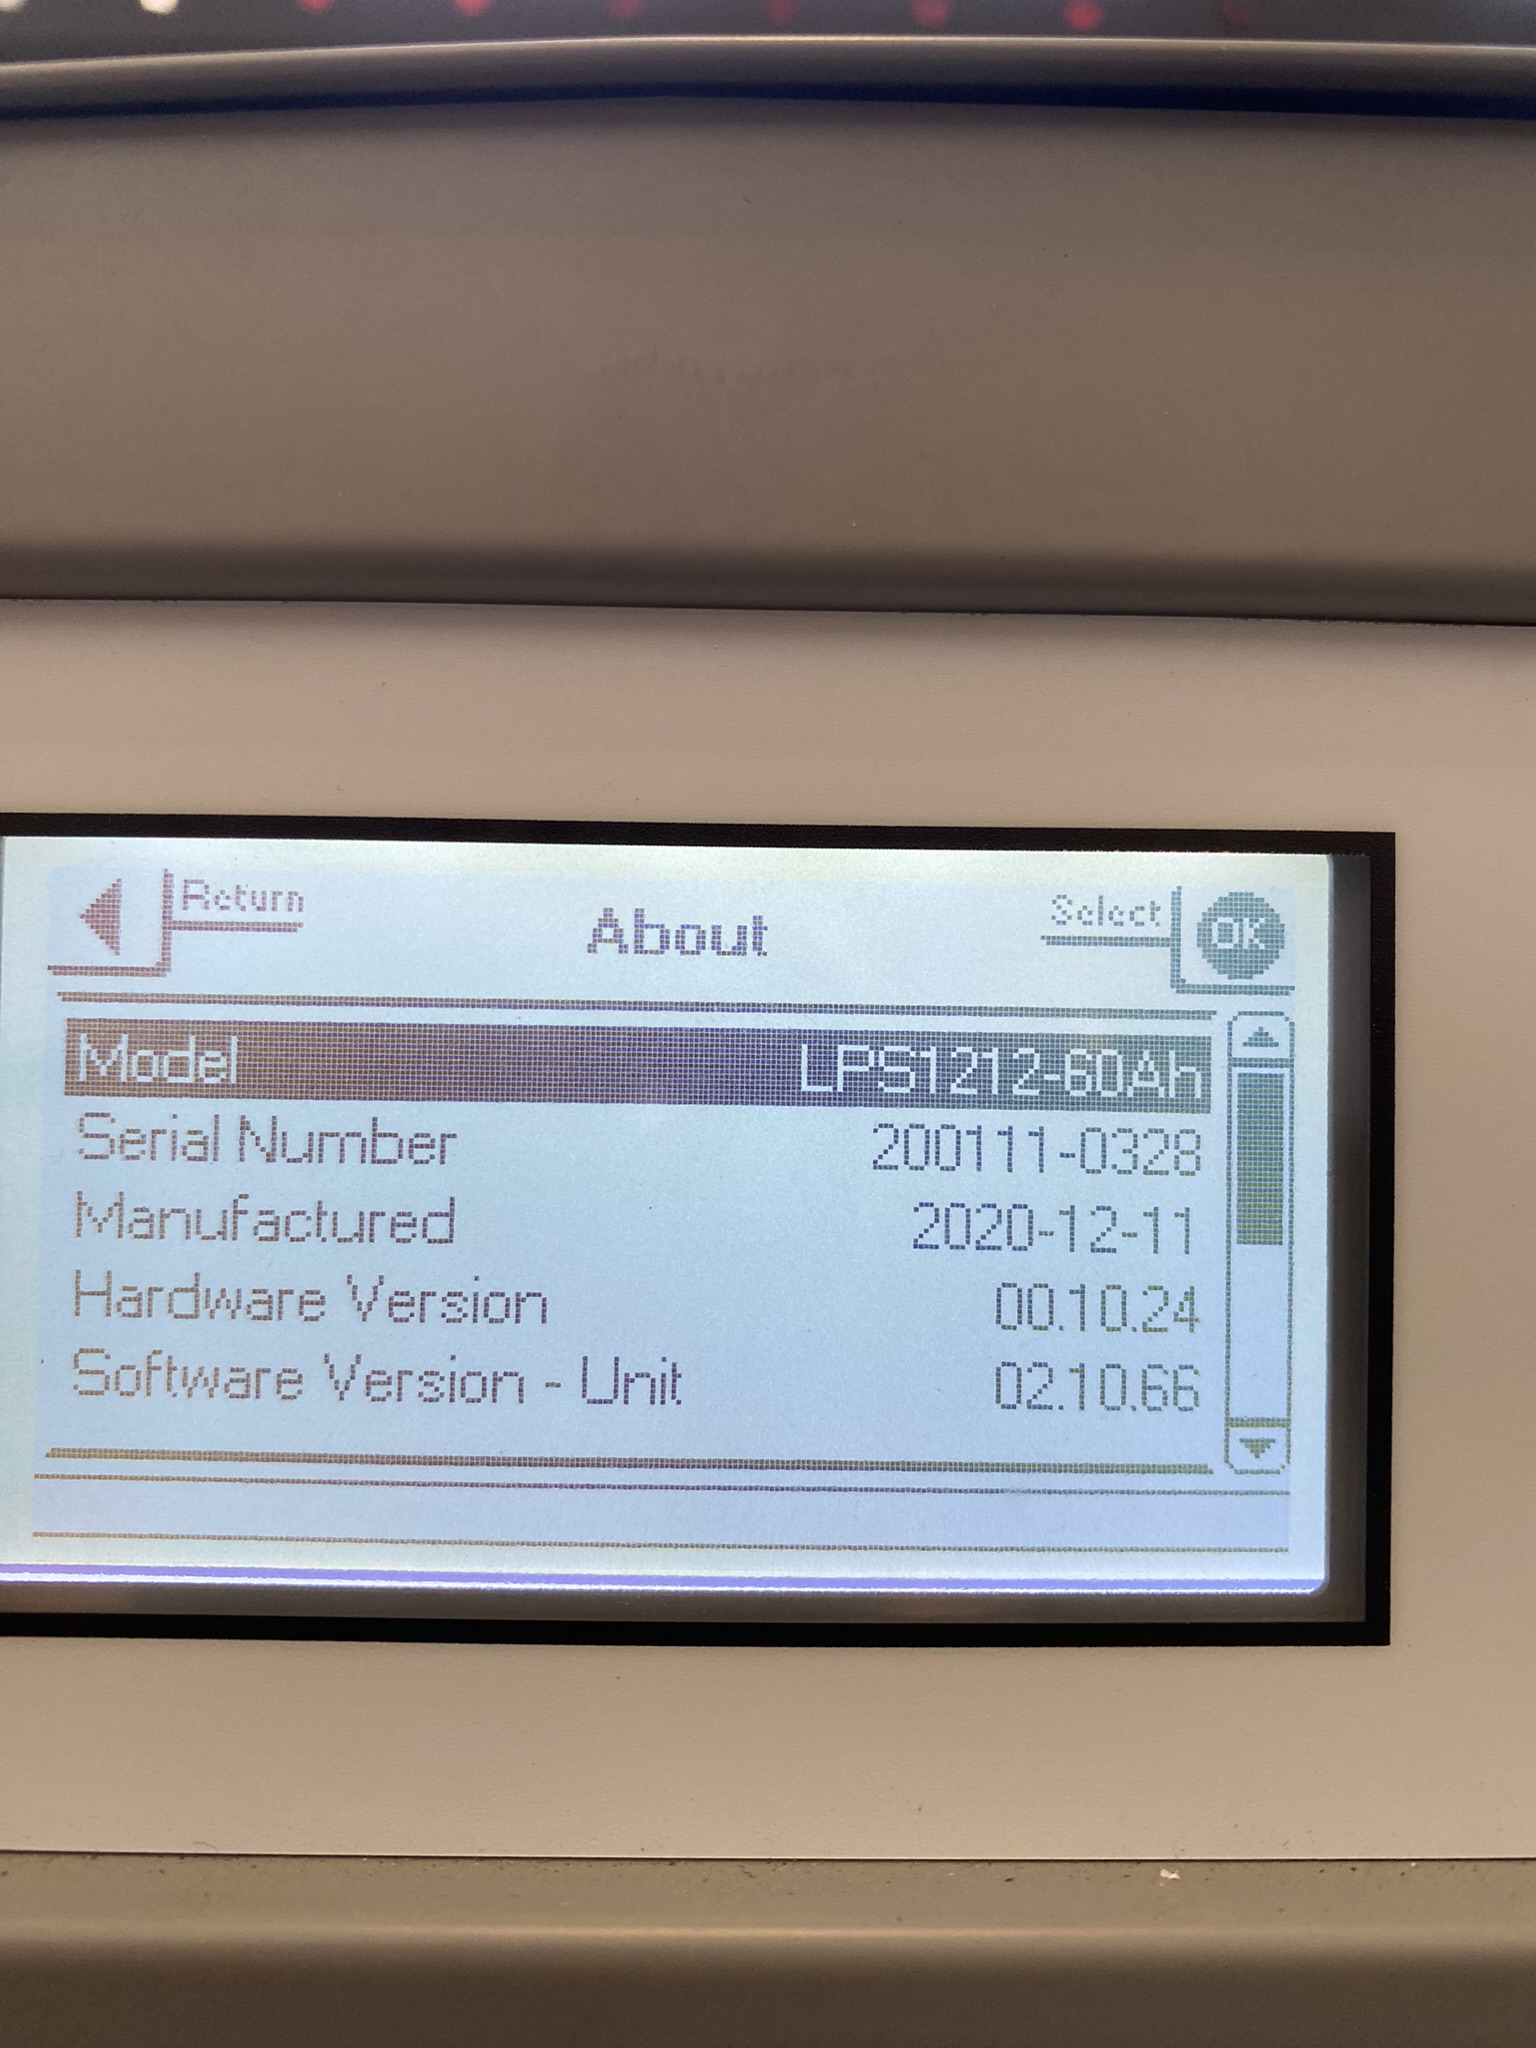 Return
About
Select
OK
Model LPS1212-60Ah
Serial Number 200111-0328
Manufactured 2020-12-11
Hardware Version 00.10.24
Software Version - Unit 02.10.66